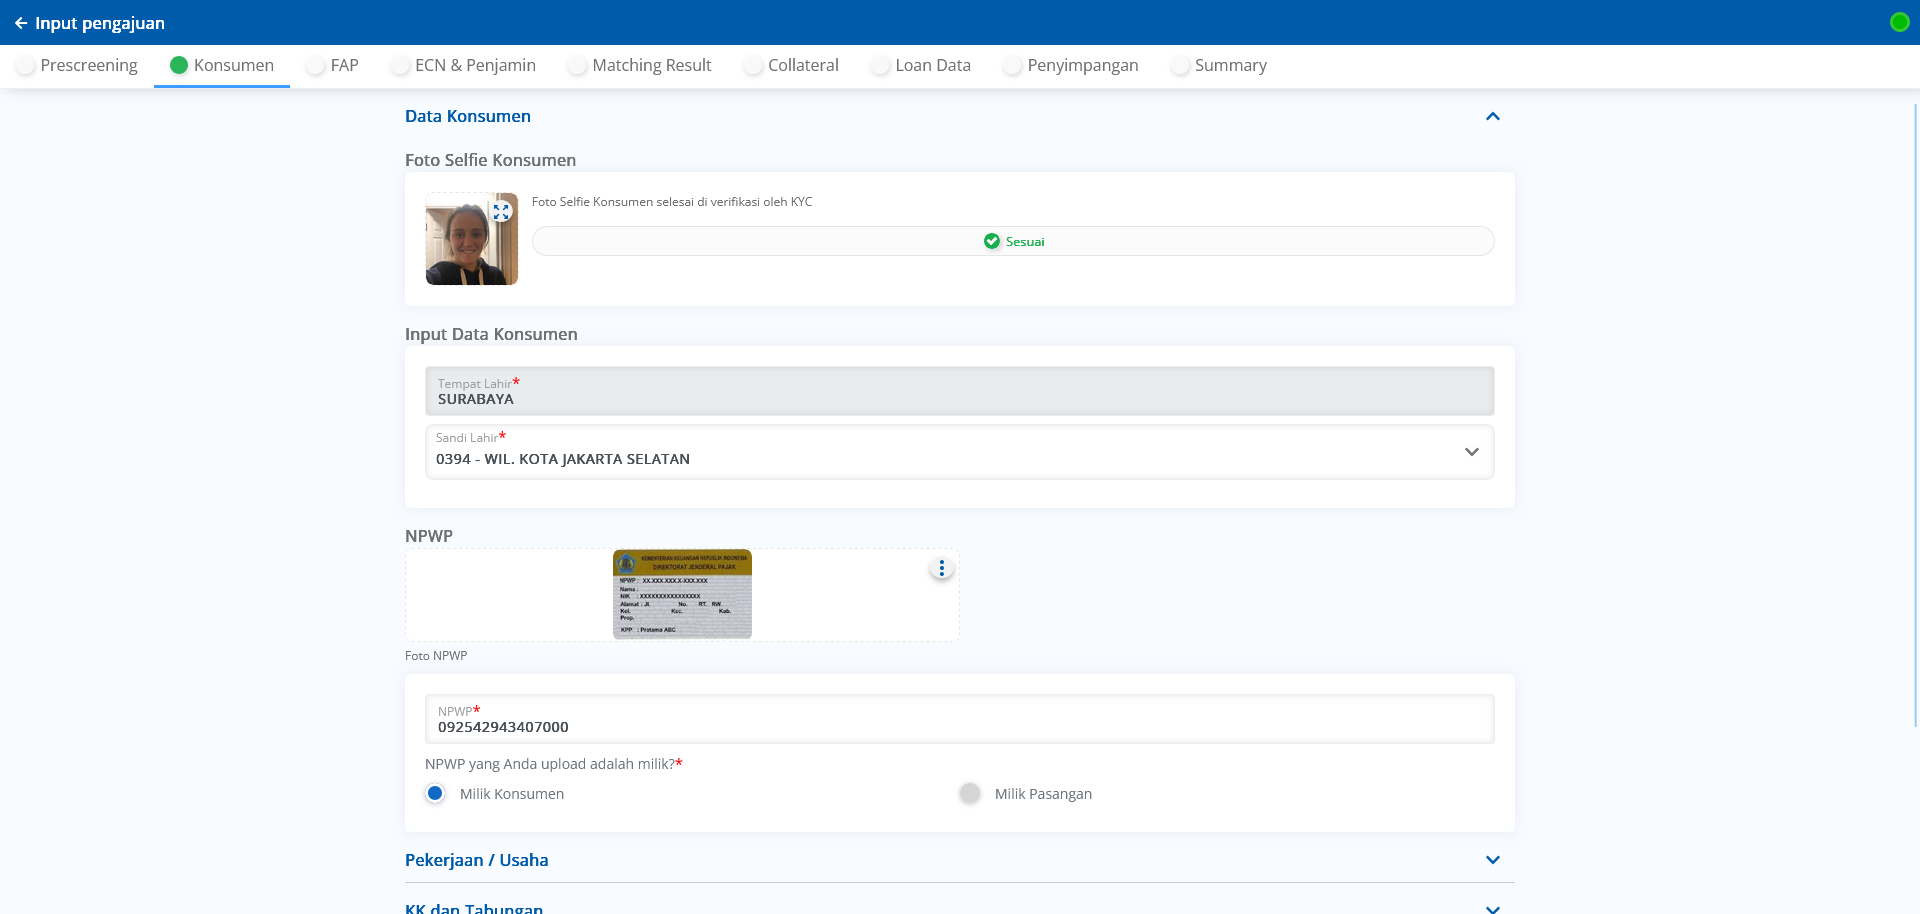 Input pengajuan
Prescreening Konsumen FAP ECN & Penjamin Matching Result Collateral Loan Data Penyimpangan Summary
Data Konsumen
Foto Selfie Konsumen
Foto Selfie Konsumen selesai di verifikasi oleh KYC
Sesuai
Input Data Konsumen
Tempat Lahir*
SURABAYA
Sandi Lahir*
0394 - WIL. KOTA JAKARTA SELATAN
NPWP
KEMENTERIAN KEUANGAN REPUBLIK INDONESIA
DIREKTORAT JENDERAL PAJAK
NPWP : XX.XXX.XXX.X-XXX.XXX
Nama :
NIK : XXXXXXXXXXXXXXXX
Alamat : Jl. No. RT. RW.
Kel. Kec. Kab.
Prop.
KPP : Pratama ABC
Foto NPWP
NPWP*
092542943407000
NPWP yang Anda upload adalah milik?*
Milik Konsumen Milik Pasangan
Pekerjaan / Usaha
KK dan Tabungan